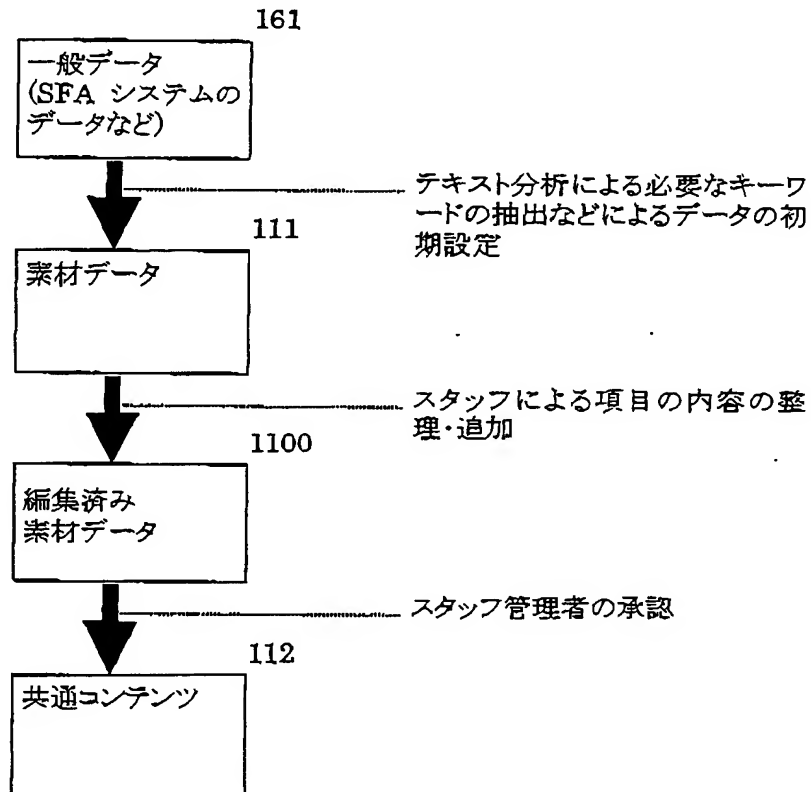 161
一般データ
(SFA システムの
データなど)
テキスト分析による必要なキーワ
ードの抽出などによるデータの初
期設定
111
素材データ
スタッフによる項目の内容の整
理・追加
1100
編集済み
素材データ
スタッフ管理者の承認
112
共通コンテンツ